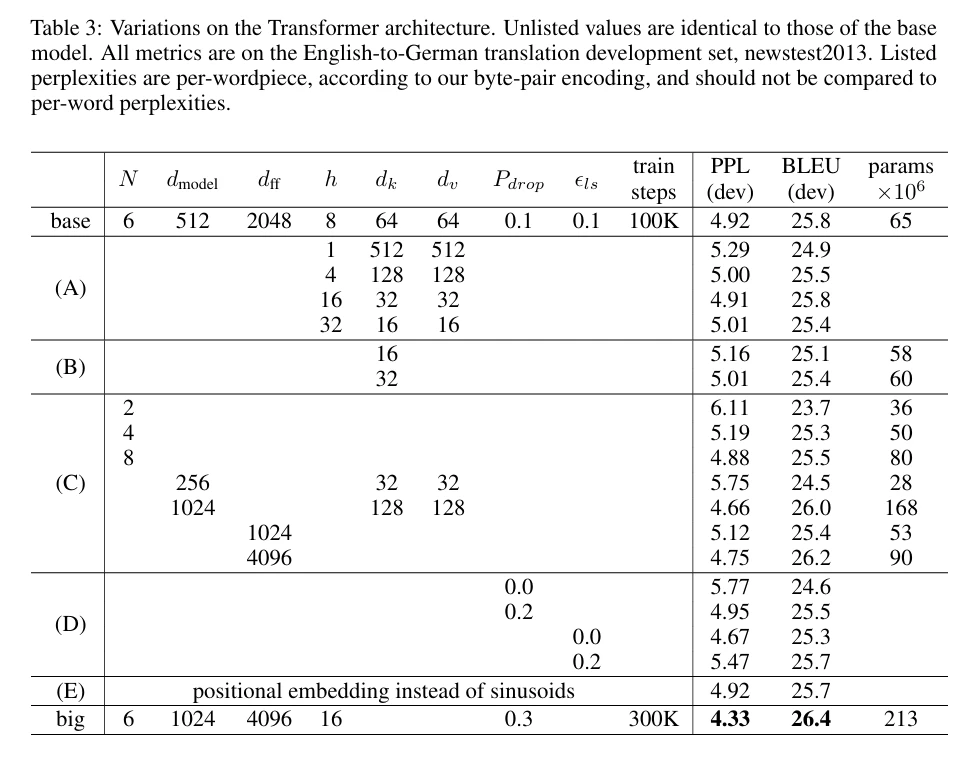 Table 3: Variations on the Transformer architecture. Unlisted values are identical to those of the base
model. All metrics are on the English-to-German translation development set, newstest2013. Listed
perplexities are per-wordpiece, according to our byte-pair encoding, and should not be compared to
per-word perplexities.
N d_model d_ff h d_k d_v P_drop ϵ_ls train steps PPL (dev) BLEU (dev) params ×10^6
base 6 512 2048 8 64 64 0.1 0.1 100K 4.92 25.8 65
(A)
1 512 512 5.29 24.9
4 128 128 5.00 25.5
16 32 32 4.91 25.8
32 16 16 5.01 25.4
(B)
16 5.16 25.1 58
32 5.01 25.4 60
(C)
2 6.11 23.7 36
4 5.19 25.3 50
8 4.88 25.5 80
256 32 32 5.75 24.5 28
1024 128 128 4.66 26.0 168
1024 5.12 25.4 53
4096 4.75 26.2 90
(D)
0.0 5.77 24.6
0.2 4.95 25.5
0.0 4.67 25.3
0.2 5.47 25.7
(E) positional embedding instead of sinusoids 4.92 25.7
big 6 1024 4096 16 0.3 300K 4.33 26.4 213